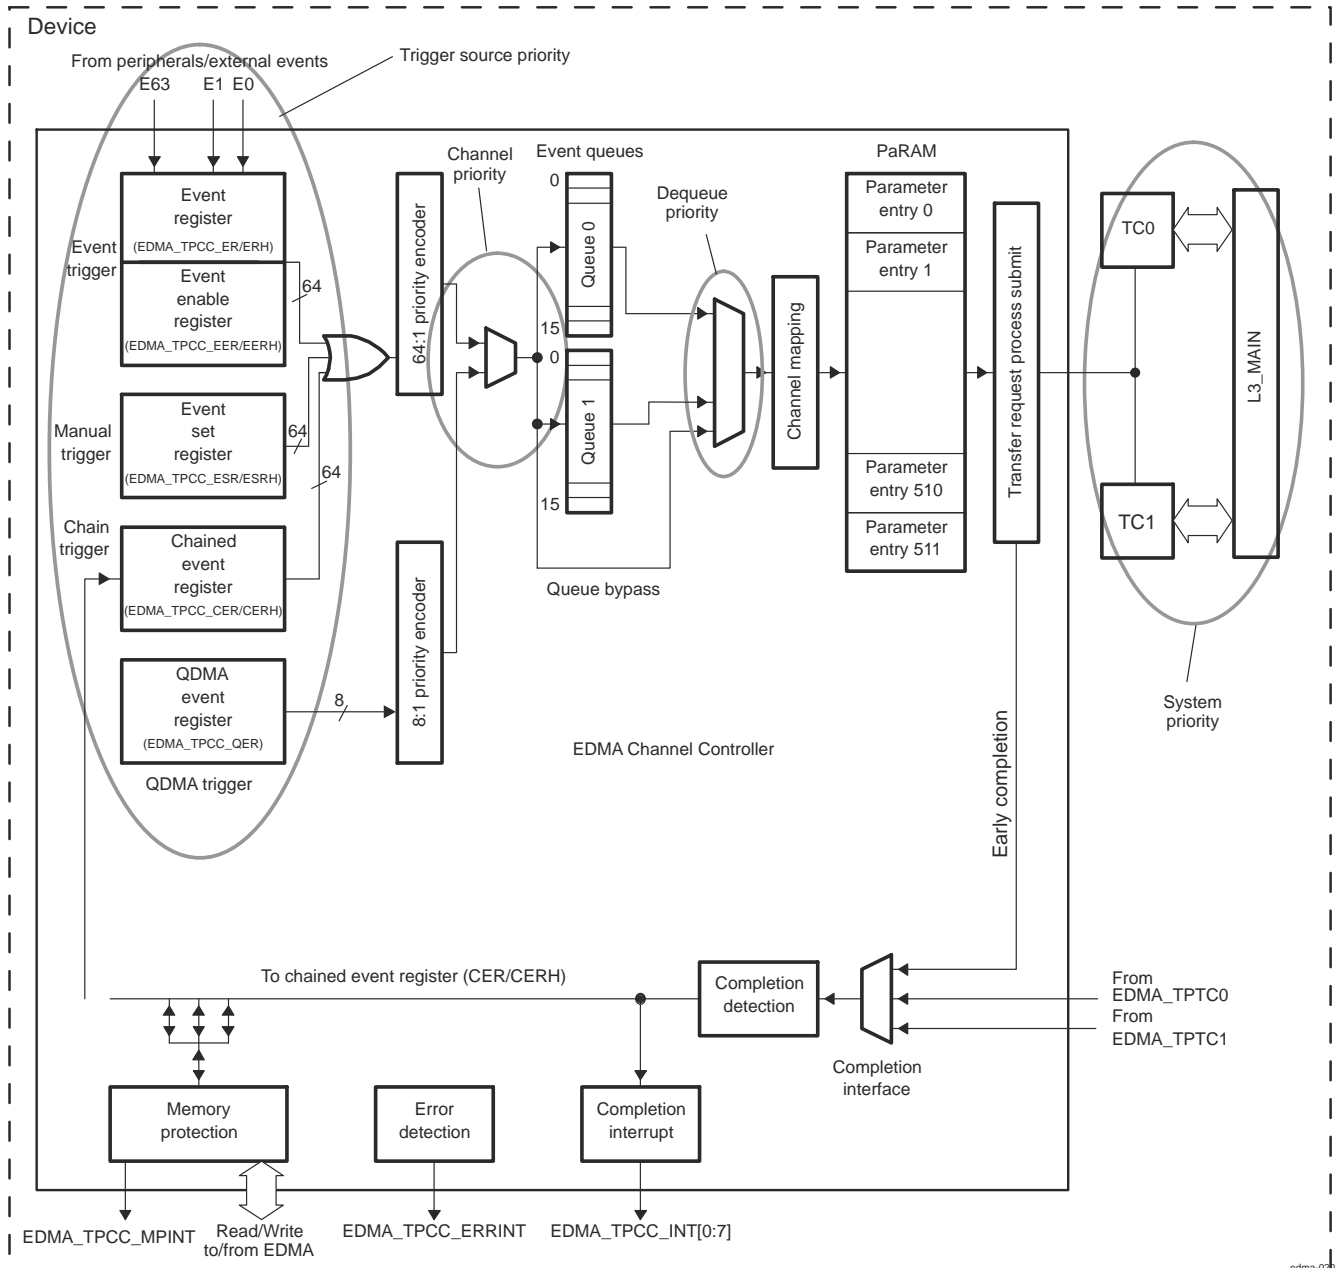 Device
From peripherals/external events
E63
E1
E0
Trigger source priority
Event
register
(EDMA_TPCC_ER/ERH)
Event
trigger
Event
enable
register
(EDMA_TPCC_EER/EERH)
64
Manual
trigger
Event
set
register
(EDMA_TPCC_ESR/ESRH)
64
64
Chain
trigger
Chained
event
register
(EDMA_TPCC_CER/CERH)
QDMA
event
register
(EDMA_TPCC_QER)
QDMA trigger
8
64:1 priority encoder
8:1 priority encoder
Channel
priority
Event queues
0
Queue 0
15
0
Queue 1
15
Queue bypass
Dequeue
priority
Channel mapping
PaRAM
Parameter
entry 0
Parameter
entry 1
Parameter
entry 510
Parameter
entry 511
Transfer request process submit
TC0
TC1
L3_MAIN
System
priority
EDMA Channel Controller
Early completion
To chained event register (CER/CERH)
Completion
detection
Completion
interface
From
EDMA_TPTC0
From
EDMA_TPTC1
Memory
protection
Error
detection
Completion
interrupt
EDMA_TPCC_MPINT
Read/Write
to/from EDMA
EDMA_TPCC_ERRINT
EDMA_TPCC_INT[0:7]